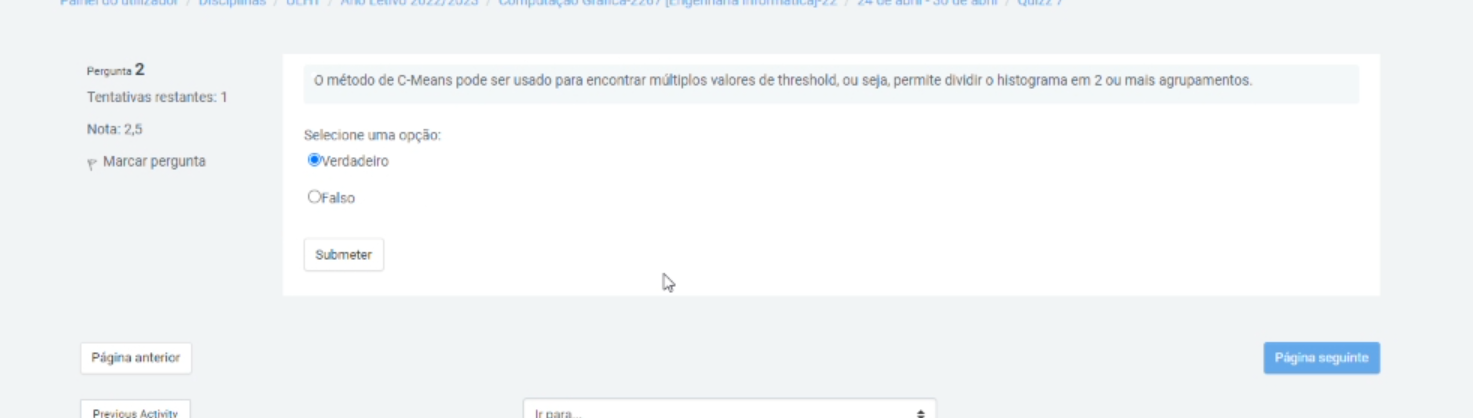 Painel do utilizador / Disciplinas / ULHT / Ano Letivo 2022/2023 / Computação Gráfica-2267 [Engenharia Informática]-22 / 24 de abril - 30 de abril / Quizz 7
Pergunta 2
Tentativas restantes: 1
Nota: 2,5
Marcar pergunta
O método de C-Means pode ser usado para encontrar múltiplos valores de threshold, ou seja, permite dividir o histograma em 2 ou mais agrupamentos.
Selecione uma opção:
Verdadeiro
Falso
Submeter
Página anterior
Página seguinte
Previous Activity
Ir para...